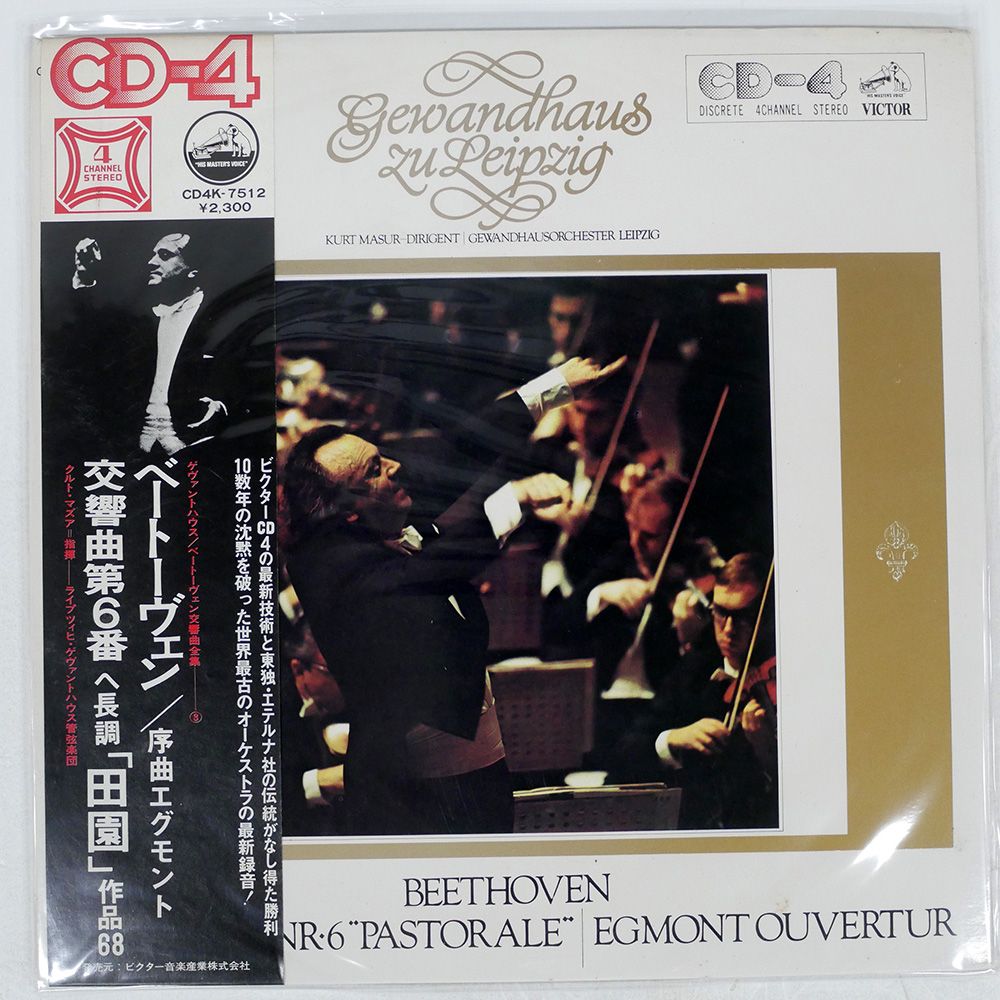 CD-4
4
CHANNEL
STEREO
"HIS MASTER'S VOICE"
CD4K-7512
¥2,300
ビクターCD4の最新技術と東独・エテルナ社の伝統がなし得た勝利
10数年の沈黙を破った世界最古のオーケストラの最新録音!
ゲヴァントハウス/ベートーヴェン交響曲全集
ベートーヴェン/序曲エグモント
交響曲第6番 ヘ長調「田園」作品68
クルト・マズア=指揮——ライプツィヒ・ゲヴァントハウス管弦楽団
発売元:ビクター音楽産業株式会社
Gewandhaus
zu Leipzig
CD-4
DISCRETE 4CHANNEL STEREO
"HIS MASTER'S VOICE"
VICTOR
KURT MASUR-DIRIGENT | GEWANDHAUSORCHESTER LEIPZIG
BEETHOVEN
NR·6 "PASTORALE" | EGMONT OUVERTUR